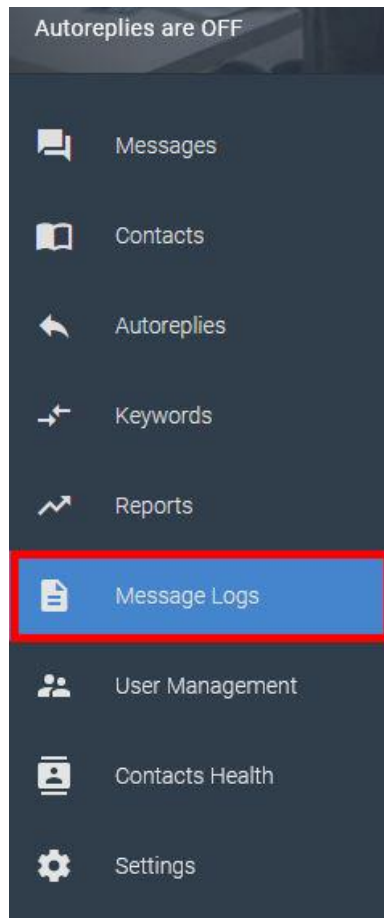 Autoreplies are OFF
Messages
Contacts
Autoreplies
Keywords
Reports
Message Logs
User Management
Contacts Health
Settings